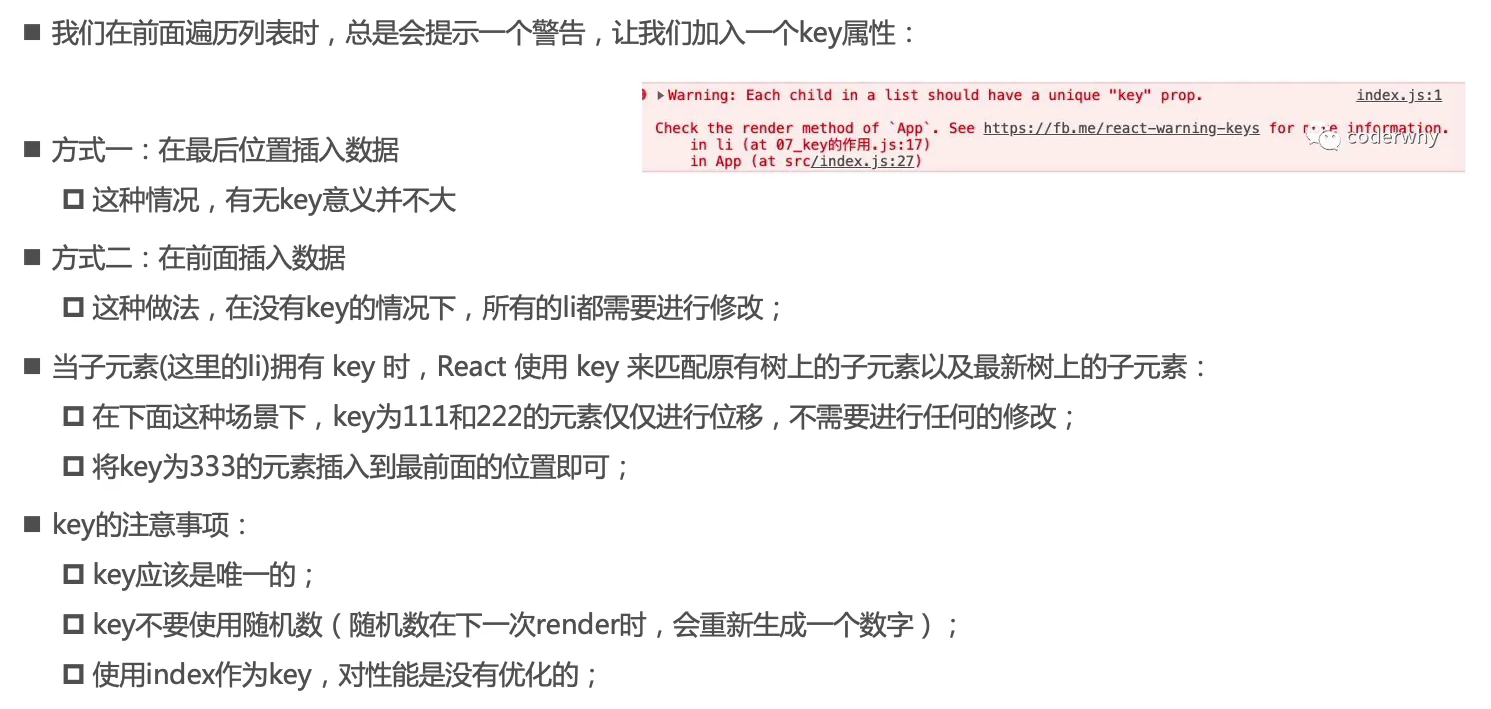 我们在前面遍历列表时，总是会提示一个警告，让我们加入一个key属性：
Warning: Each child in a list should have a unique "key" prop. index.js:1
Check the render method of `App`. See https://fb.me/react-warning-keys for more information.
in li (at 07_key的作用.js:17)
in App (at src/index.js:27)
coderwhy
方式一：在最后位置插入数据
这种情况，有无key意义并不大
方式二：在前面插入数据
这种做法，在没有key的情况下，所有的li都需要进行修改；
当子元素(这里的li)拥有 key 时，React 使用 key 来匹配原有树上的子元素以及最新树上的子元素：
在下面这种场景下，key为111和222的元素仅仅进行位移，不需要进行任何的修改；
将key为333的元素插入到最前面的位置即可；
key的注意事项：
key应该是唯一的；
key不要使用随机数（随机数在下一次render时，会重新生成一个数字）；
使用index作为key，对性能是没有优化的；